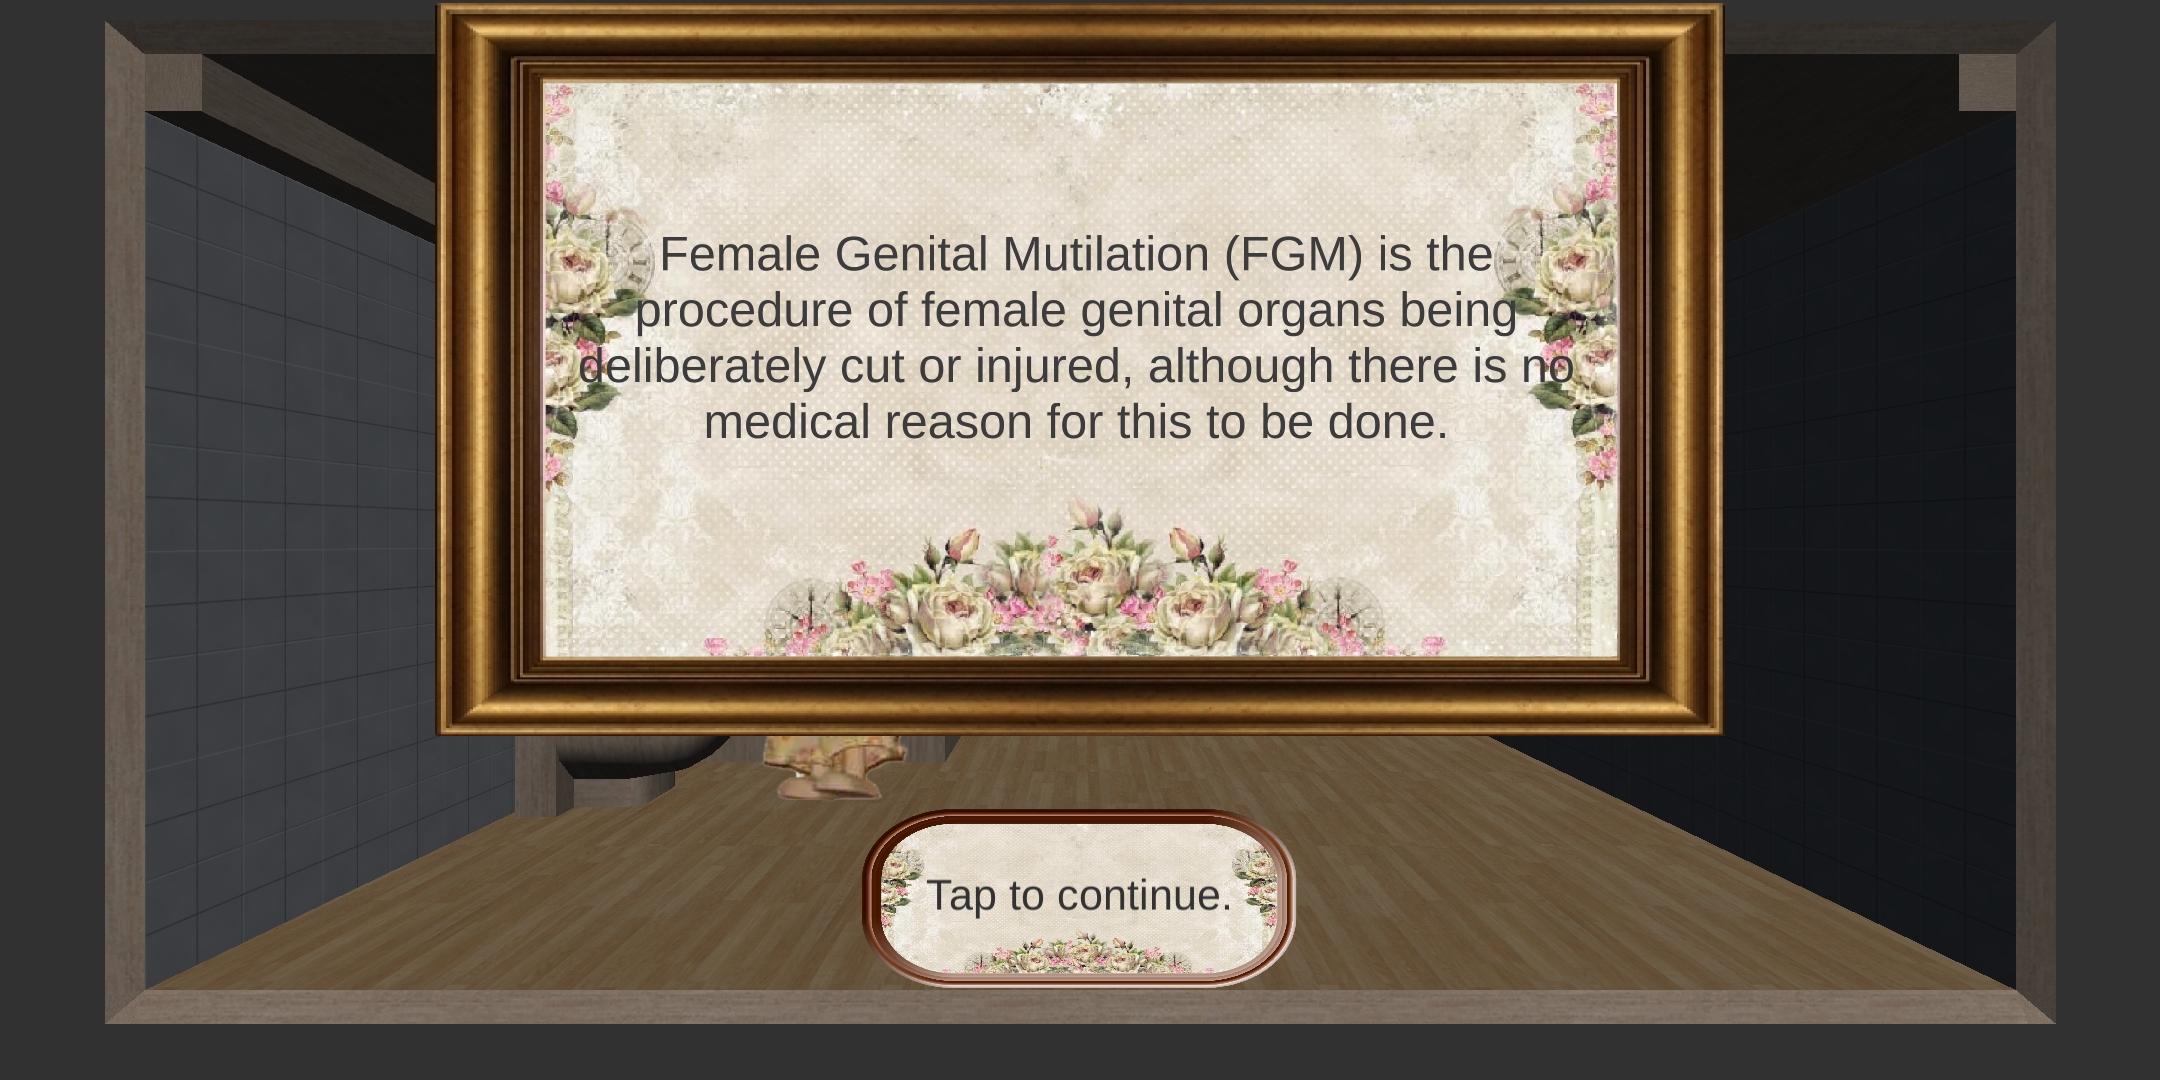 Female Genital Mutilation (FGM) is the
procedure of female genital organs being
deliberately cut or injured, although there is no
medical reason for this to be done.
Tap to continue.